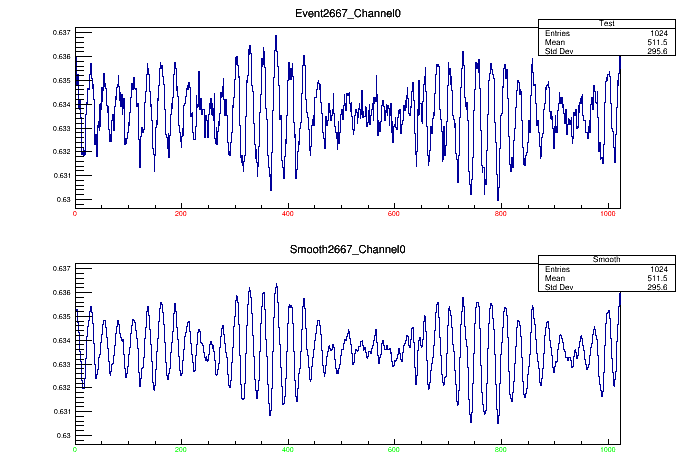 Event2667_Channel0
Test
Entries 1024
Mean 511.5
Std Dev 295.6
0.637
0.636
0.635
0.634
0.633
0.632
0.631
0.63
0 200 400 600 800 1000
Smooth2667_Channel0
Smooth
Entries 1024
Mean 511.5
Std Dev 295.6
0.637
0.636
0.635
0.634
0.633
0.632
0.631
0.63
0 200 400 600 800 1000